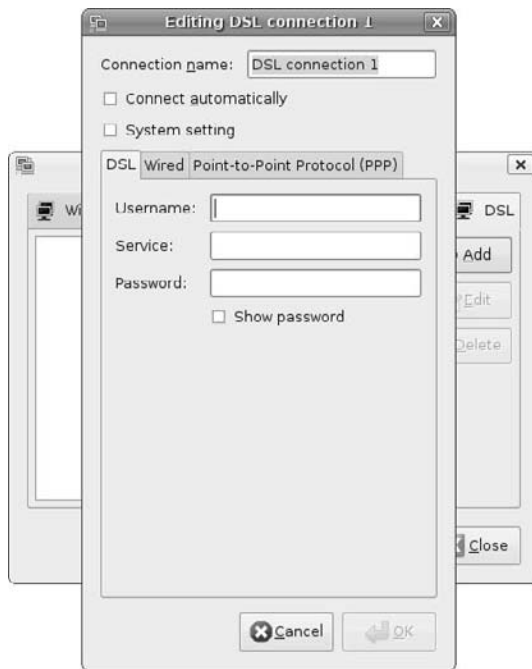 Editing DSL connection 1
Connection name: DSL connection 1
Connect automatically
System setting
DSL Wired Point-to-Point Protocol (PPP)
Wi
DSL
Username:
Add
Service:
Edit
Password:
Delete
Show password
Close
Cancel OK